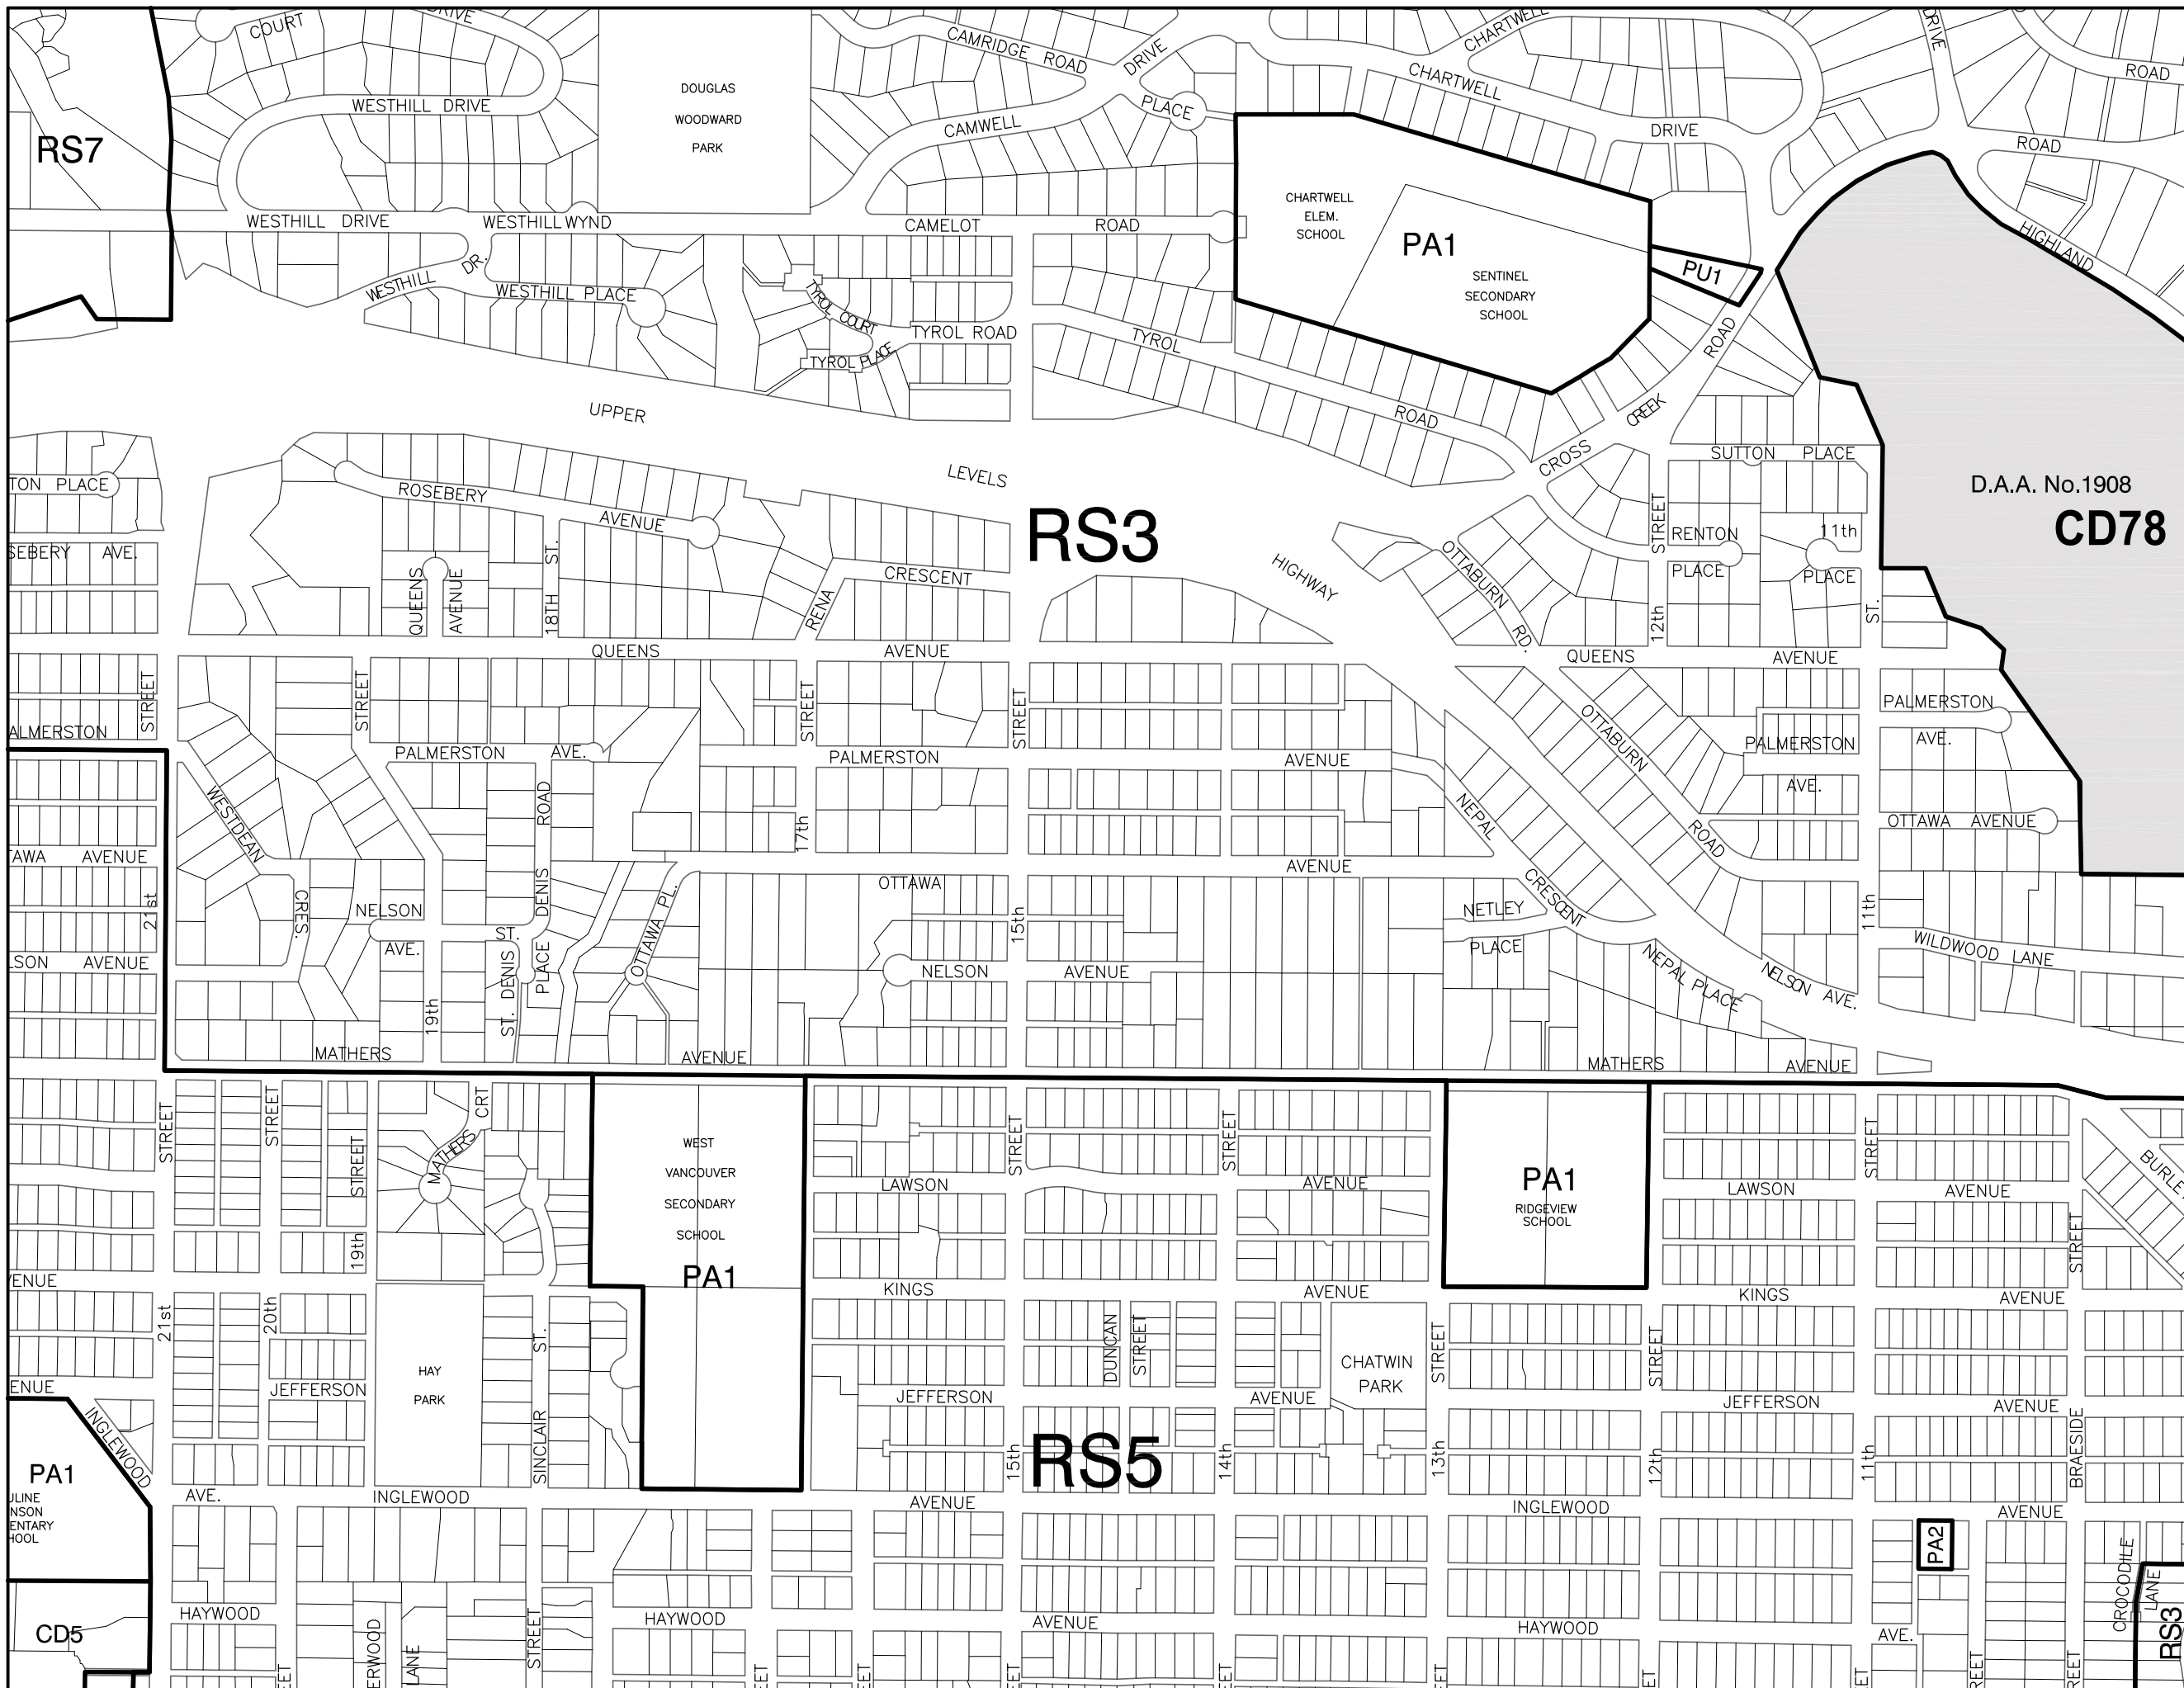 COURT
DRIVE
CAMRIDGE ROAD
DRIVE
CHARTWELL
DRIVE
ROAD
WESTHILL DRIVE
DOUGLAS
WOODWARD
PARK
CHARTWELL
PLACE
CAMWELL
DRIVE
ROAD
RS7
WESTHILL DRIVE
WESTHILL WYND
CAMELOT
ROAD
CHARTWELL
ELEM.
SCHOOL
PA1
SENTINEL
SECONDARY
SCHOOL
PU1
HIGHLAND
WESTHILL
DR.
WESTHILL PLACE
TYROL COURT
TYROL ROAD
TYROL PLACE
TYROL
ROAD
ROAD
CREEK
CROSS
UPPER
LEVELS
HIGHWAY
SUTTON PLACE
TON PLACE
ROSEBERY
AVENUE
RS3
D.A.A. No.1908
CD78
STREET
RENTON
PLACE
11th
PLACE
SEBERY AVE.
QUEENS
AVENUE
18TH ST.
RENA
CRESCENT
OTTABURN
RD.
12th
ST.
QUEENS
AVENUE
QUEENS
AVENUE
STREET
STREET
STREET
STREET
PALMERSTON
ALMERSTON
PALMERSTON
AVE.
PALMERSTON
AVENUE
OTTABURN
ROAD
PALMERSTON
AVE.
AVE.
WESTDEAN
CRES.
ROAD
DENIS
ST.
17th
NEPAL
CRESCENT
OTTAWA AVENUE
TAWA AVENUE
OTTAWA
AVENUE
21st
NELSON
AVE.
OTTAWA PL.
15th
NETLEY
PLACE
11th
WILDWOOD LANE
LSON AVENUE
ST. DENIS
PLACE
NELSON
AVENUE
NEPAL PLACE
NELSON AVE.
19th
MATHERS
AVENUE
MATHERS
AVENUE
STREET
STREET
STREET
MATHERS
CRT
WEST
VANCOUVER
SECONDARY
SCHOOL
PA1
STREET
STREET
PA1
RIDGEVIEW
SCHOOL
STREET
BURLE
LAWSON
AVENUE
LAWSON
AVENUE
19th
STREET
VENUE
KINGS
AVENUE
KINGS
AVENUE
21st
20th
HAY
PARK
ST.
SINCLAIR
DUNCAN
STREET
CHATWIN
PARK
STREET
STREET
ENUE
JEFFERSON
JEFFERSON
AVENUE
JEFFERSON
AVENUE
INGLEWOOD
PA1
ULINE
NSON
ENTARY
HOOL
15th
RS5
14th
13th
12th
11th
BRAESIDE
AVE.
INGLEWOOD
AVENUE
INGLEWOOD
AVENUE
PA2
CROCODILE
LANE
RS3
CD5
HAYWOOD
HAYWOOD
AVENUE
HAYWOOD
AVE.
ERWOOD
LANE
STREET